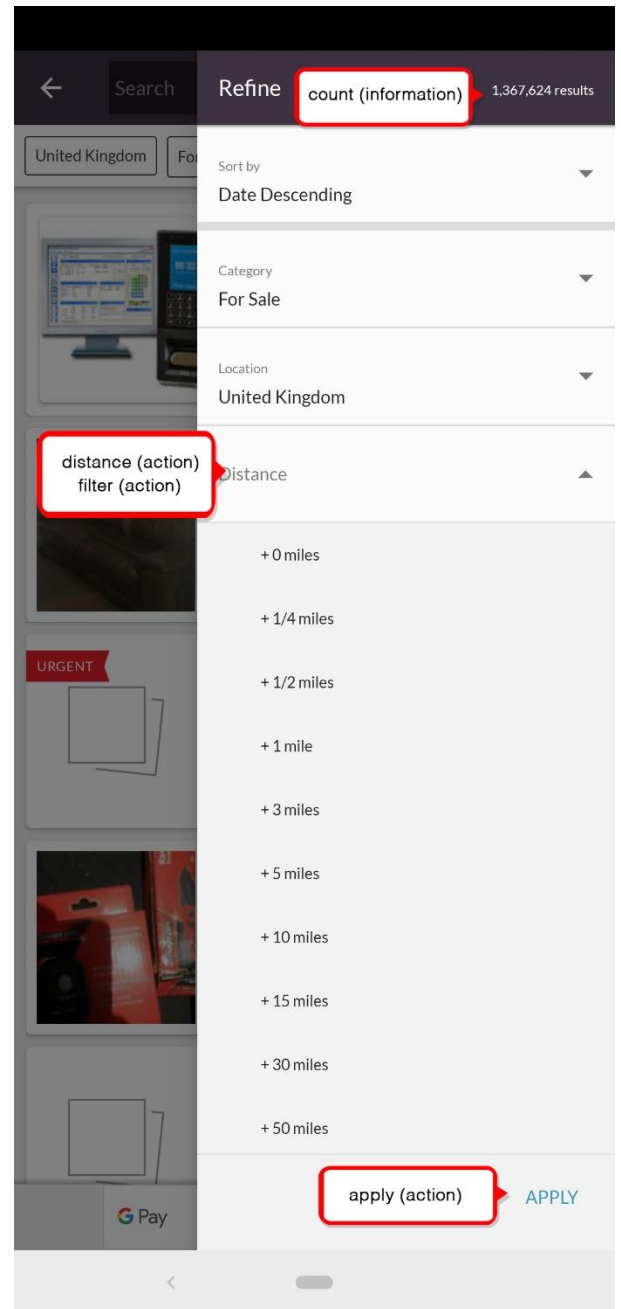 Search
Refine
count (information)
1,367,624 results
United Kingdom
For
Sort by
Date Descending
Category
For Sale
Location
United Kingdom
distance (action)
filter (action)
Distance
+ 0 miles
+ 1/4 miles
+ 1/2 miles
URGENT
+ 1 mile
+ 3 miles
+ 5 miles
+ 10 miles
+ 15 miles
+ 30 miles
+ 50 miles
apply (action)
APPLY
G Pay